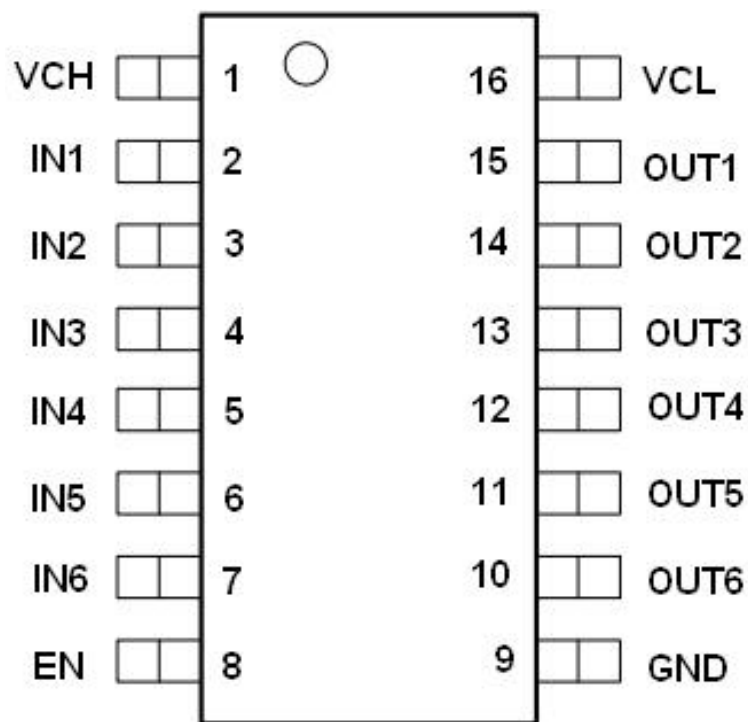 VCH 1 16 VCL
IN1 2 15 OUT1
IN2 3 14 OUT2
IN3 4 13 OUT3
IN4 5 12 OUT4
IN5 6 11 OUT5
IN6 7 10 OUT6
EN 8 9 GND